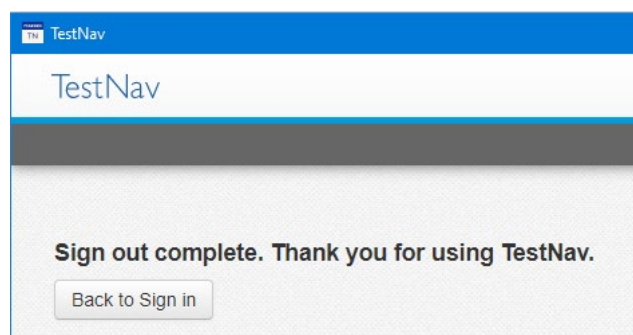 TN TestNav
TestNav
Sign out complete. Thank you for using TestNav.
Back to Sign in